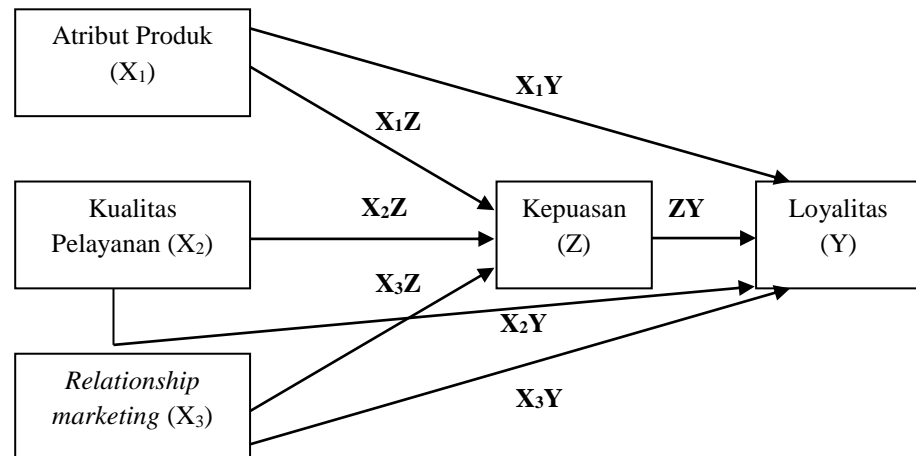 Atribut Produk
(X₁)
X₁Y
X₁Z
Kualitas
Pelayanan (X₂)
X₂Z
Kepuasan
(Z)
ZY
Loyalitas
(Y)
X₃Z
X₂Y
Relationship
marketing (X₃)
X₃Y